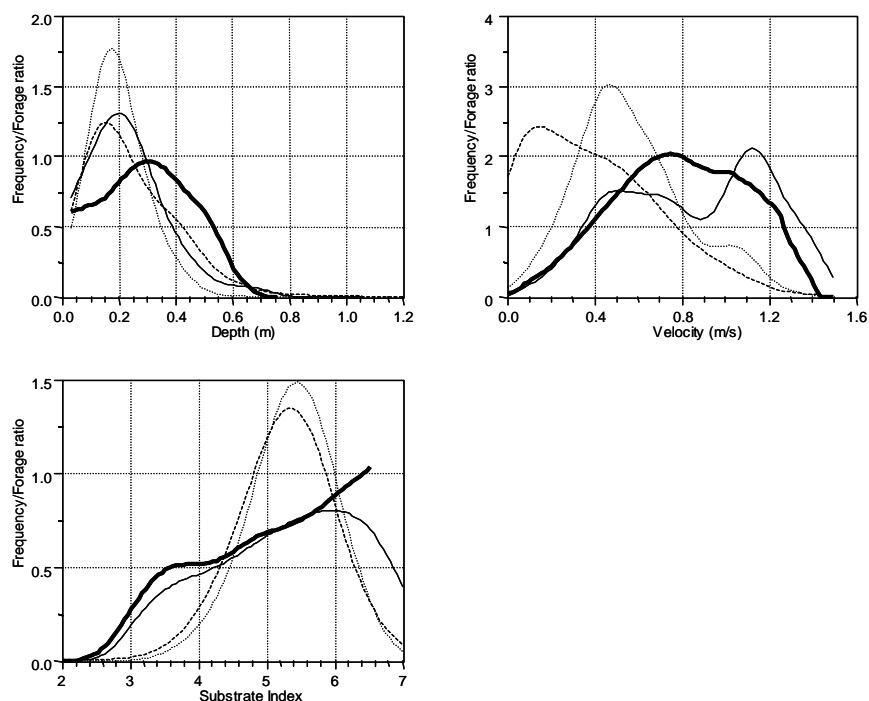 Frequency/Forage ratio
2.0
1.5
1.0
0.5
0.0
0.0 0.2 0.4 0.6 0.8 1.0 1.2
Depth (m)
Frequency/Forage ratio
4
3
2
1
0
0.0 0.4 0.8 1.2 1.6
Velocity (m/s)
Frequency/Forage ratio
1.5
1.0
0.5
0.0
2 3 4 5 6 7
Substrate Index